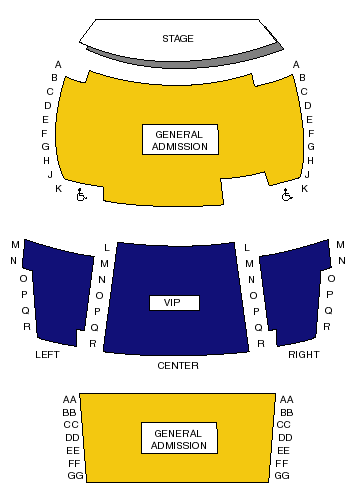 STAGE
A A
B B
C C
D D
E E
F F
G G
H H
J J
K K
GENERAL
ADMISSION
M L L M
N M M N
O N N O
P O O P
Q P P Q
R Q Q R
R R
VIP
LEFT RIGHT
CENTER
AA AA
BB BB
CC CC
DD DD
EE EE
FF FF
GG GG
GENERAL
ADMISSION